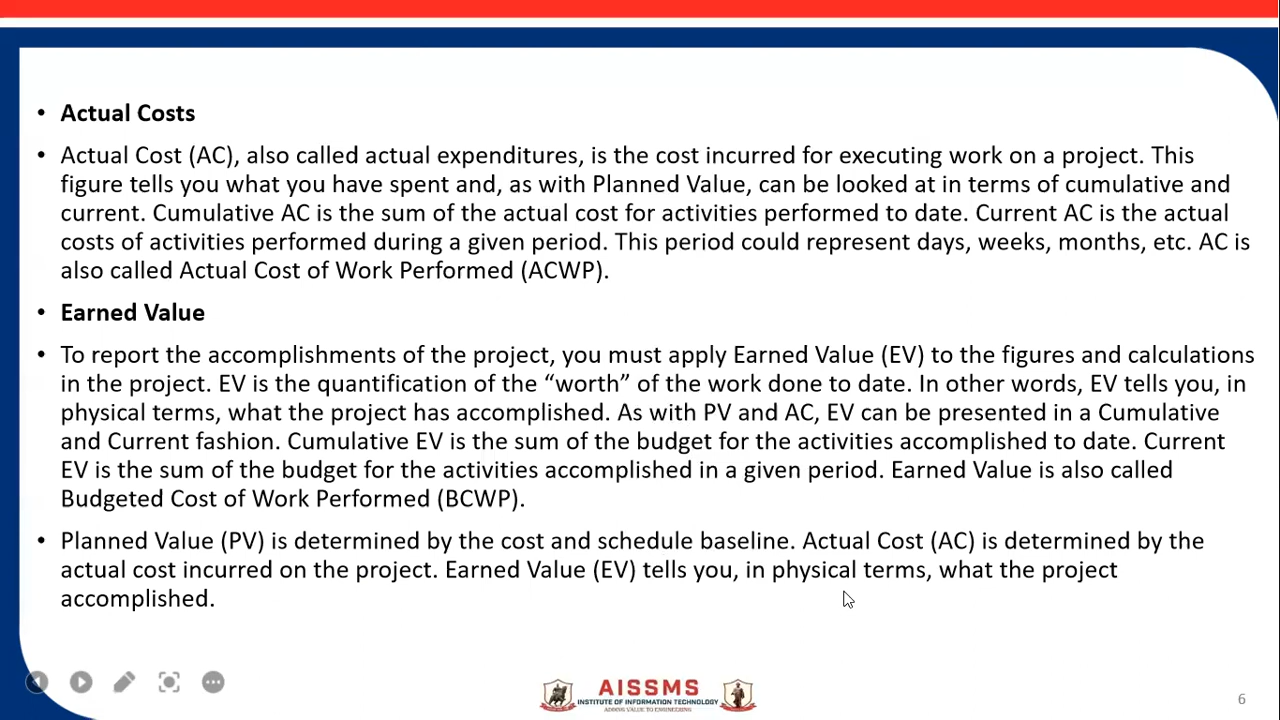 • Actual Costs
• Actual Cost (AC), also called actual expenditures, is the cost incurred for executing work on a project. This
figure tells you what you have spent and, as with Planned Value, can be looked at in terms of cumulative and
current. Cumulative AC is the sum of the actual cost for activities performed to date. Current AC is the actual
costs of activities performed during a given period. This period could represent days, weeks, months, etc. AC is
also called Actual Cost of Work Performed (ACWP).
• Earned Value
• To report the accomplishments of the project, you must apply Earned Value (EV) to the figures and calculations
in the project. EV is the quantification of the “worth” of the work done to date. In other words, EV tells you, in
physical terms, what the project has accomplished. As with PV and AC, EV can be presented in a Cumulative
and Current fashion. Cumulative EV is the sum of the budget for the activities accomplished to date. Current
EV is the sum of the budget for the activities accomplished in a given period. Earned Value is also called
Budgeted Cost of Work Performed (BCWP).
• Planned Value (PV) is determined by the cost and schedule baseline. Actual Cost (AC) is determined by the
actual cost incurred on the project. Earned Value (EV) tells you, in physical terms, what the project
accomplished.
AISSMS
INSTITUTE OF INFORMATION TECHNOLOGY
ADDING VALUE TO ENGINEERING
6